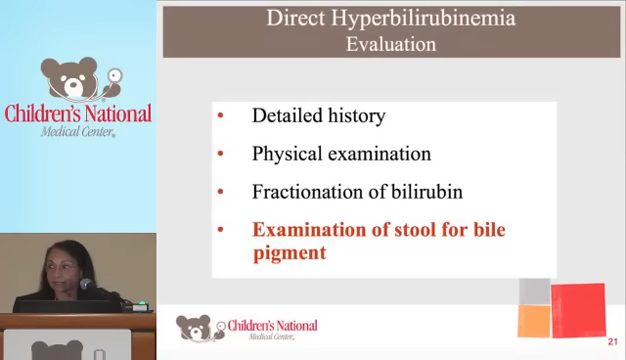 Direct Hyperbilirubinemia
Evaluation
Children's National
Medical Center®
• Detailed history
• Physical examination
• Fractionation of bilirubin
• Examination of stool for bile
pigment
Children's National
Medical Center
21